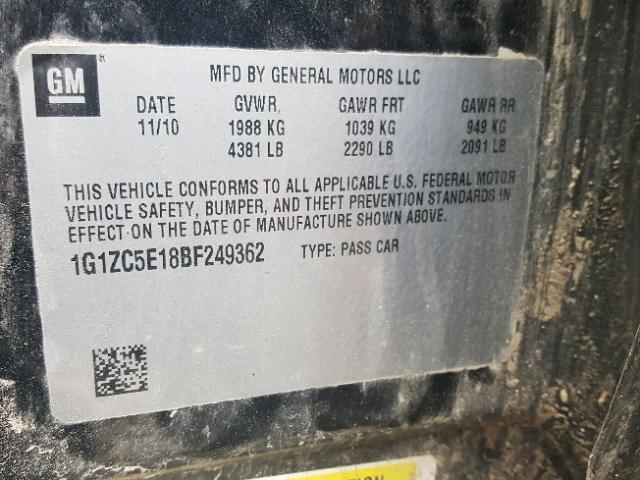 GM®
MFD BY GENERAL MOTORS LLC
DATE GVWR, GAWR FRT GAWR RR
11/10 1988 KG 1039 KG 949 KG
4381 LB 2290 LB 2091 LB
THIS VEHICLE CONFORMS TO ALL APPLICABLE U.S. FEDERAL MOTOR
VEHICLE SAFETY, BUMPER, AND THEFT PREVENTION STANDARDS IN
EFFECT ON THE DATE OF MANUFACTURE SHOWN ABOVE.
1G1ZC5E18BF249362 TYPE: PASS CAR